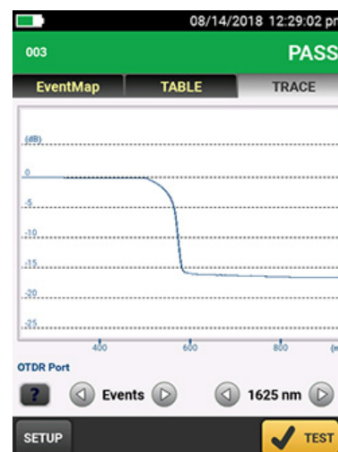 08/14/2018 12:29:02 pm
003 PASS
EventMap TABLE TRACE
(dB)
0
-5
-10
-15
-20
-25
400 600 800
OTDR Port
? Events 1625 nm
SETUP TEST